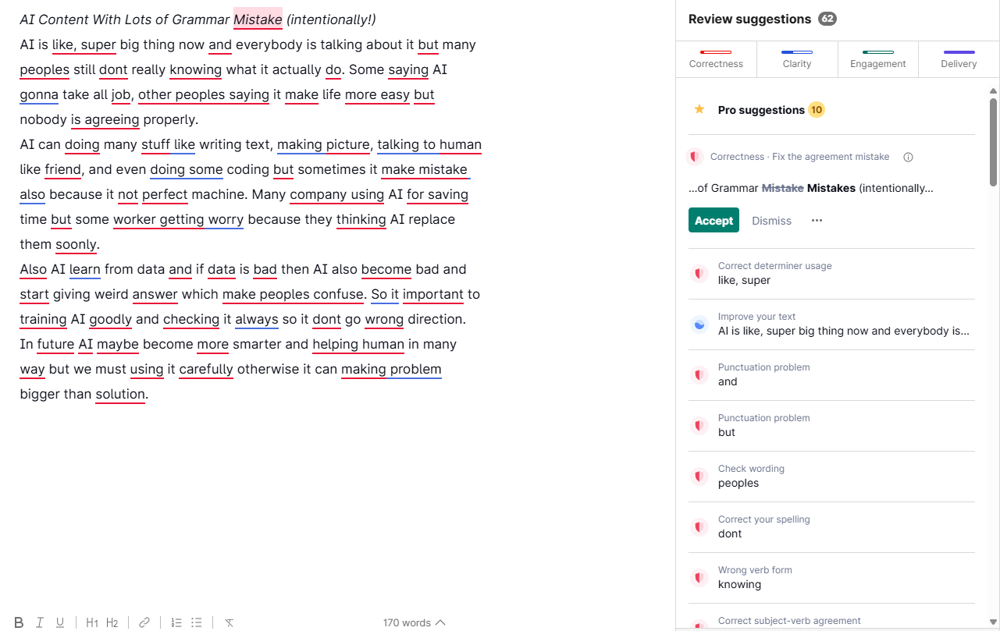 AI Content With Lots of Grammar Mistake (intentionally!)
AI is like, super big thing now and everybody is talking about it but many
peoples still dont really knowing what it actually do. Some saying AI
gonna take all job, other peoples saying it make life more easy but
nobody is agreeing properly.
AI can doing many stuff like writing text, making picture, talking to human
like friend, and even doing some coding but sometimes it make mistake
also because it not perfect machine. Many company using AI for saving
time but some worker getting worry because they thinking AI replace
them soonly.
Also AI learn from data and if data is bad then AI also become bad and
start giving weird answer which make peoples confuse. So it important to
training AI goodly and checking it always so it dont go wrong direction.
In future AI maybe become more smarter and helping human in many
way but we must using it carefully otherwise it can making problem
bigger than solution.
B I U H1 H2
170 words
Review suggestions 62
Correctness Clarity Engagement Delivery
Pro suggestions 10
Correctness · Fix the agreement mistake
...of Grammar Mistake Mistakes (intentionally...
Accept Dismiss ...
Correct determiner usage
like, super
Improve your text
AI is like, super big thing now and everybody is...
Punctuation problem
and
Punctuation problem
but
Check wording
peoples
Correct your spelling
dont
Wrong verb form
knowing
Correct subject-verb agreement